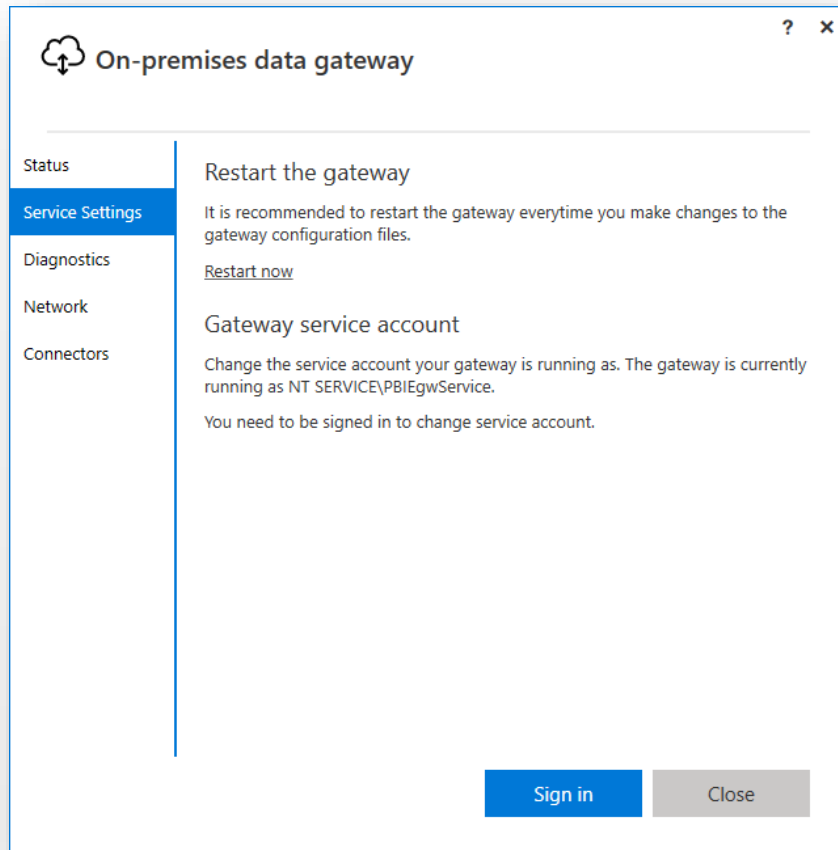 ? ×
On-premises data gateway
Status
Service Settings
Diagnostics
Network
Connectors
Restart the gateway
It is recommended to restart the gateway everytime you make changes to the
gateway configuration files.
Restart now
Gateway service account
Change the service account your gateway is running as. The gateway is currently
running as NT SERVICE\PBIEgwService.
You need to be signed in to change service account.
Sign in
Close